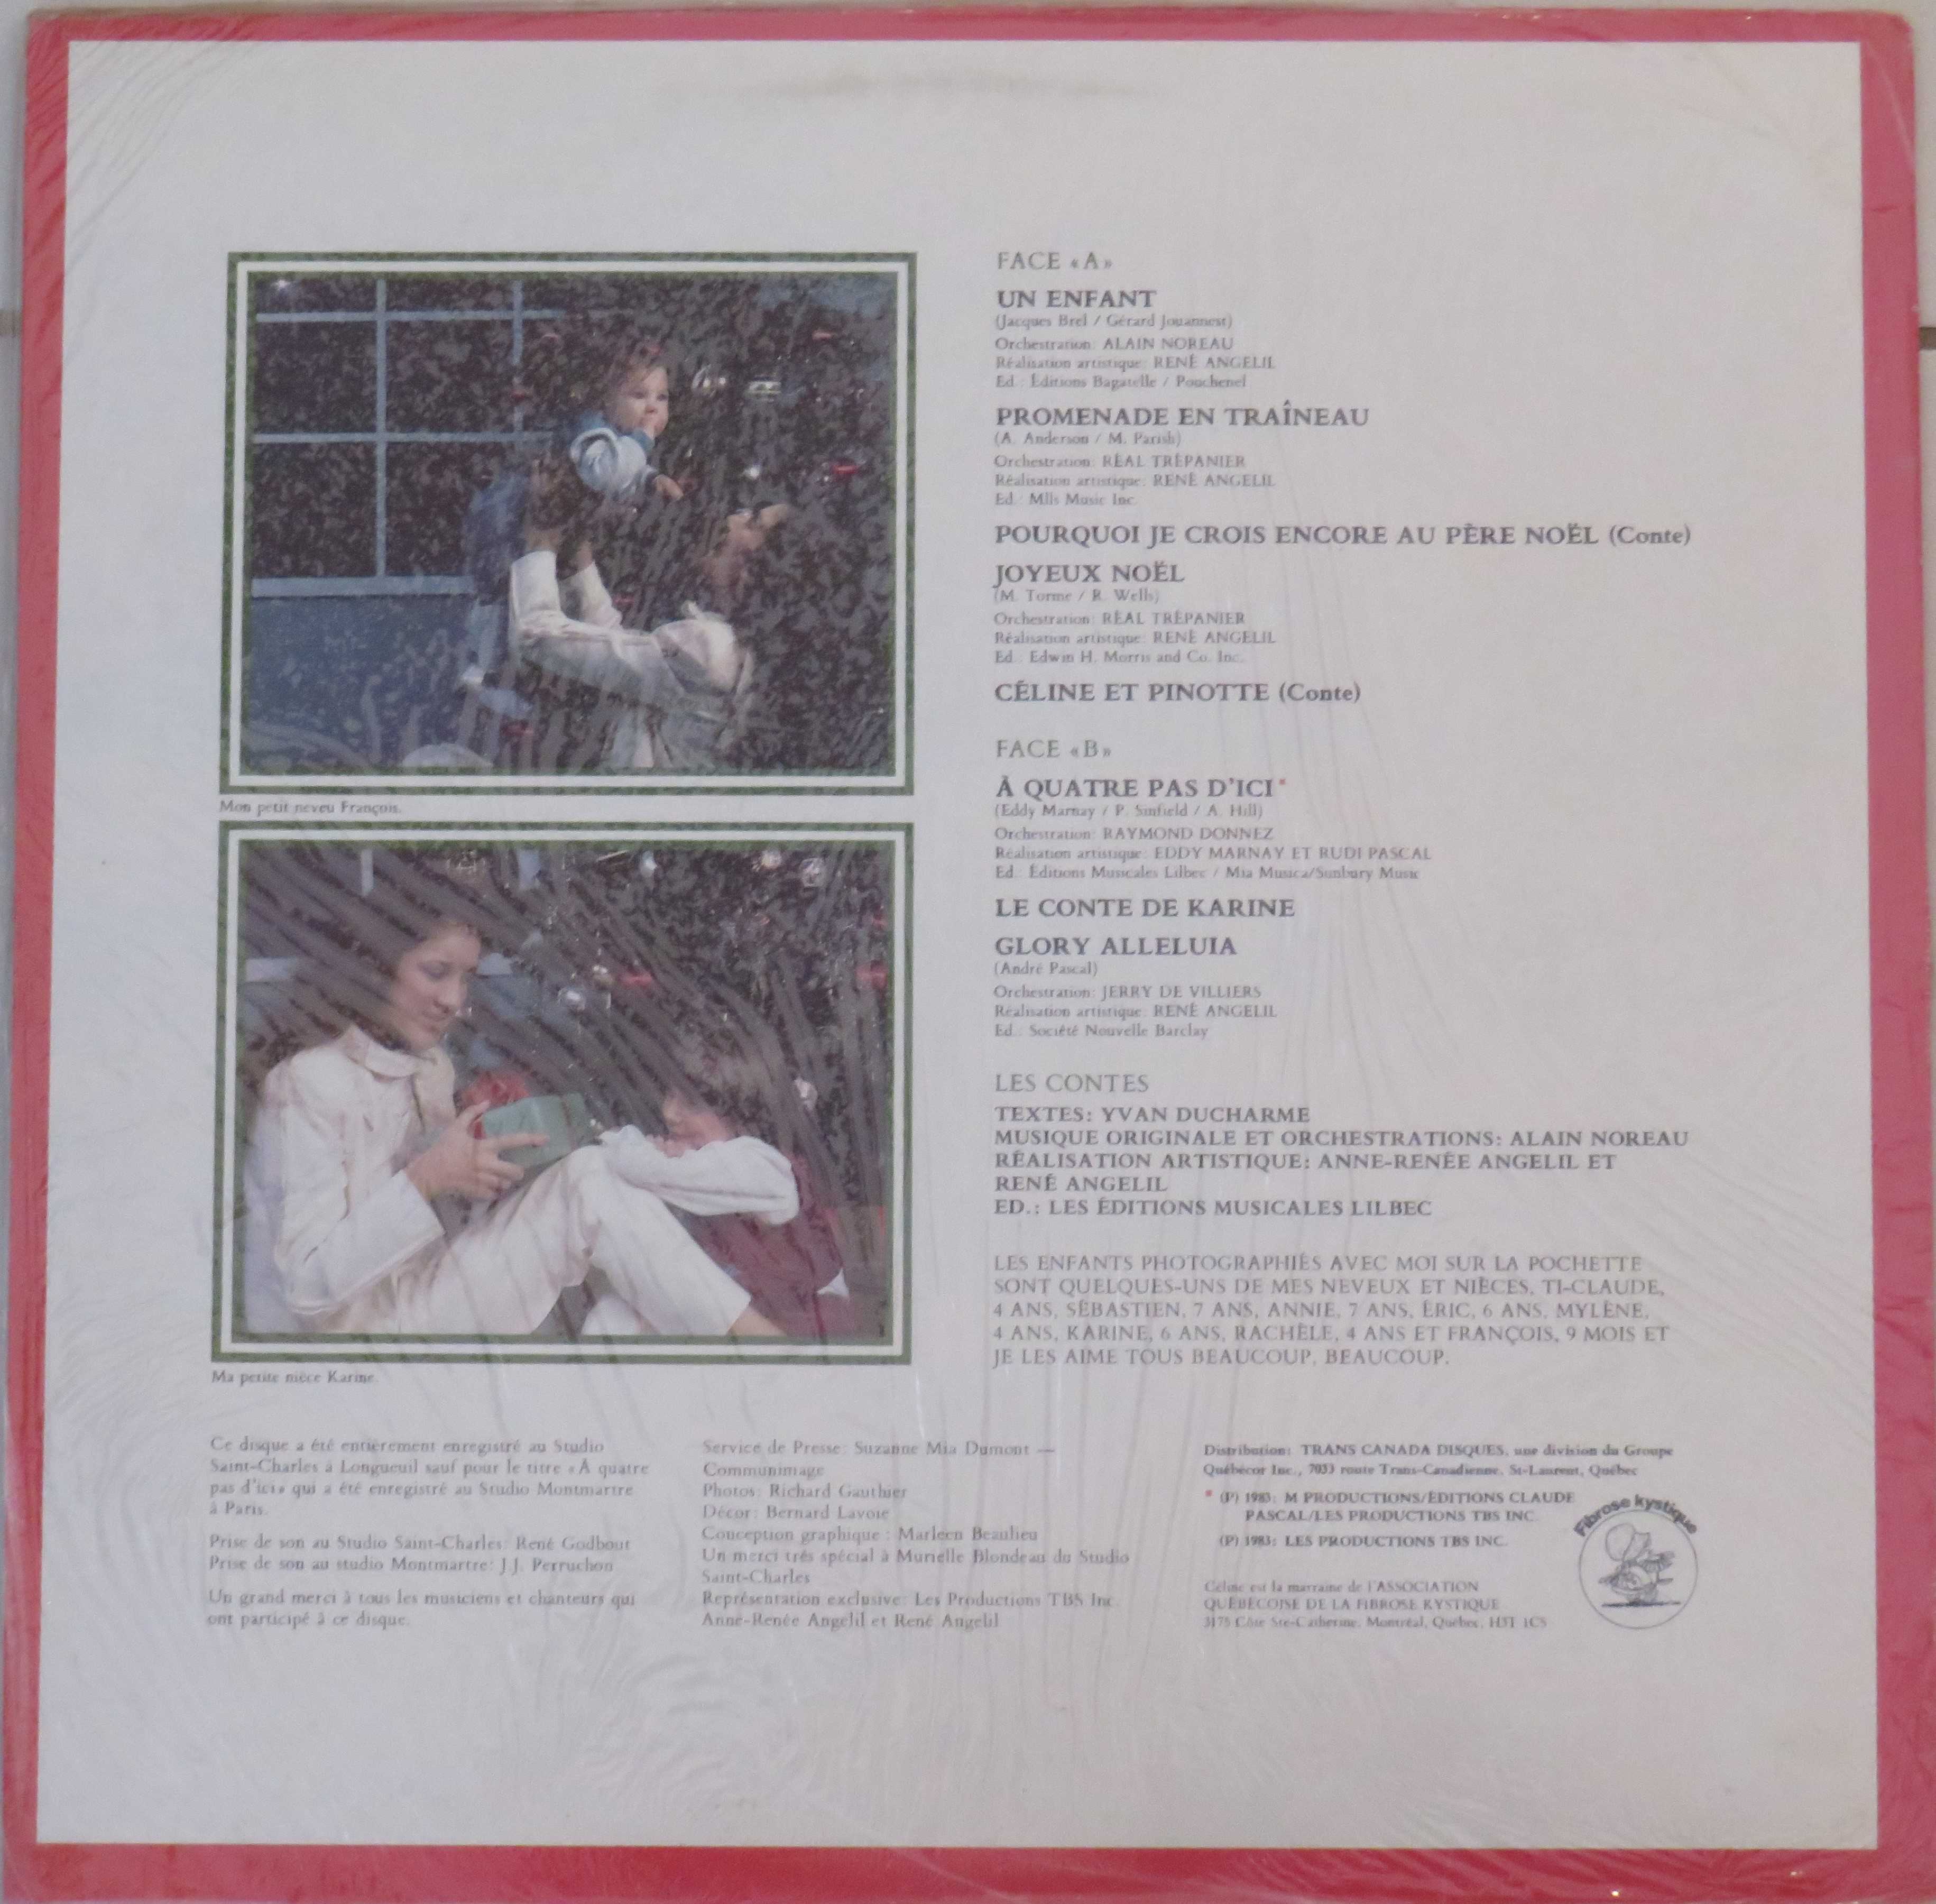 Mon petit neveu François.
Ma petite nièce Karine.
FACE «A»
UN ENFANT
(Jacques Brel / Gérard Jouannest)
Orchestration: ALAIN NOREAU
Réalisation artistique: RENÉ ANGELIL
Ed.: Éditions Bagatelle / Pouchenel
PROMENADE EN TRAÎNEAU
(A. Anderson / M. Parish)
Orchestration: RÉAL TRÉPANIER
Réalisation artistique: RENÉ ANGELIL
Ed.: Mlls Music Inc.
POURQUOI JE CROIS ENCORE AU PÈRE NOËL (Conte)
JOYEUX NOËL
(M. Torme / R. Wells)
Orchestration: RÉAL TRÉPANIER
Réalisation artistique: RENÉ ANGELIL
Ed.: Edwin H. Morris and Co. Inc.
CÉLINE ET PINOTTE (Conte)
FACE «B»
À QUATRE PAS D'ICI*
(Eddy Marnay / P. Sinfield / A. Hill)
Orchestration: RAYMOND DONNEZ
Réalisation artistique: EDDY MARNAY ET RUDI PASCAL
Ed.: Éditions Musicales Lilbec / Mia Musica/Sunbury Music
LE CONTE DE KARINE
GLORY ALLELUIA
(André Pascal)
Orchestration: JERRY DE VILLIERS
Réalisation artistique: RENÉ ANGELIL
Ed.: Société Nouvelle Barclay
LES CONTES
TEXTES: YVAN DUCHARME
MUSIQUE ORIGINALE ET ORCHESTRATIONS: ALAIN NOREAU
RÉALISATION ARTISTIQUE: ANNE-RENÉE ANGELIL ET
RENÉ ANGELIL
ED.: LES ÉDITIONS MUSICALES LILBEC
LES ENFANTS PHOTOGRAPHIÉS AVEC MOI SUR LA POCHETTE
SONT QUELQUES-UNS DE MES NEVEUX ET NIÈCES, TI-CLAUDE,
4 ANS, SÉBASTIEN, 7 ANS, ANNIE, 7 ANS, ÉRIC, 6 ANS, MYLÈNE,
4 ANS, KARINE, 6 ANS, RACHÈLE, 4 ANS ET FRANÇOIS, 9 MOIS ET
JE LES AIME TOUS BEAUCOUP, BEAUCOUP.
Ce disque a été entièrement enregistré au Studio
Saint-Charles à Longueuil sauf pour le titre «À quatre
pas d'ici» qui a été enregistré au Studio Montmartre
à Paris.
Prise de son au Studio Saint-Charles: René Godbout
Prise de son au studio Montmartre: J.J. Perruchon
Un grand merci à tous les musiciens et chanteurs qui
ont participé à ce disque.
Service de Presse: Suzanne Mia Dumont —
Communimage
Photos: Richard Gauthier
Décor: Bernard Lavoie
Conception graphique : Marleen Beaulieu
Un merci très spécial à Murielle Blondeau du Studio
Saint-Charles
Représentation exclusive: Les Productions TBS Inc.
Anne-Renée Angelil et René Angelil
Distribution: TRANS CANADA DISQUES, une division du Groupe
Québécor Inc., 7033 route Trans-Canadienne, St-Laurent, Québec
* (P) 1983: M PRODUCTIONS/ÉDITIONS CLAUDE
PASCAL/LES PRODUCTIONS TBS INC.
(P) 1983: LES PRODUCTIONS TBS INC.
Céline est la marraine de l'ASSOCIATION
QUÉBÉCOISE DE LA FIBROSE KYSTIQUE
3175 Côte Ste-Catherine, Montréal, Québec, H3T 1C5
Fibrose kystique